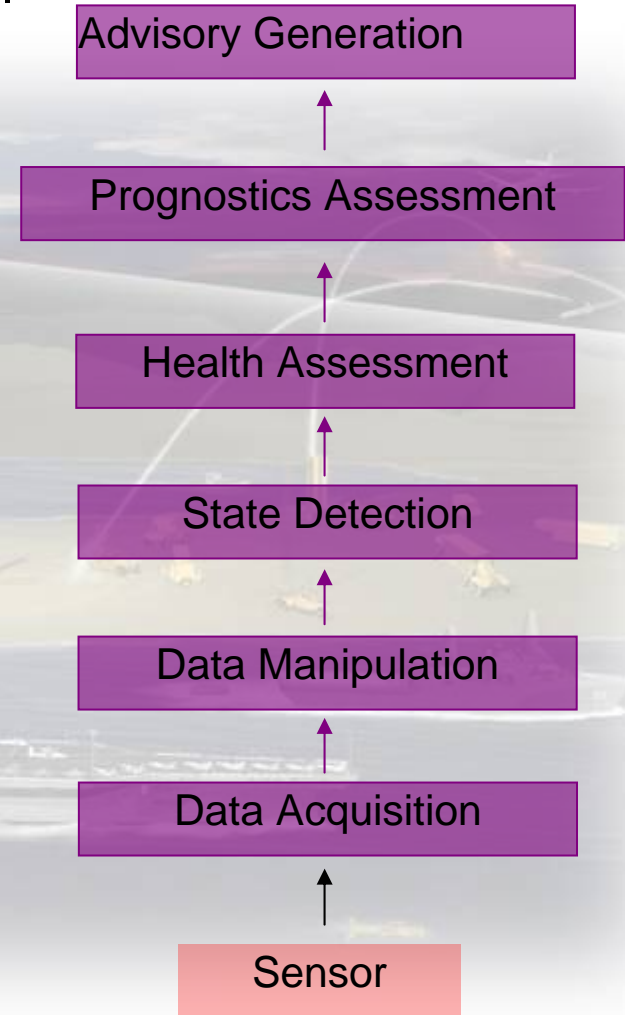 Advisory Generation
Prognostics Assessment
Health Assessment
State Detection
Data Manipulation
Data Acquisition
Sensor